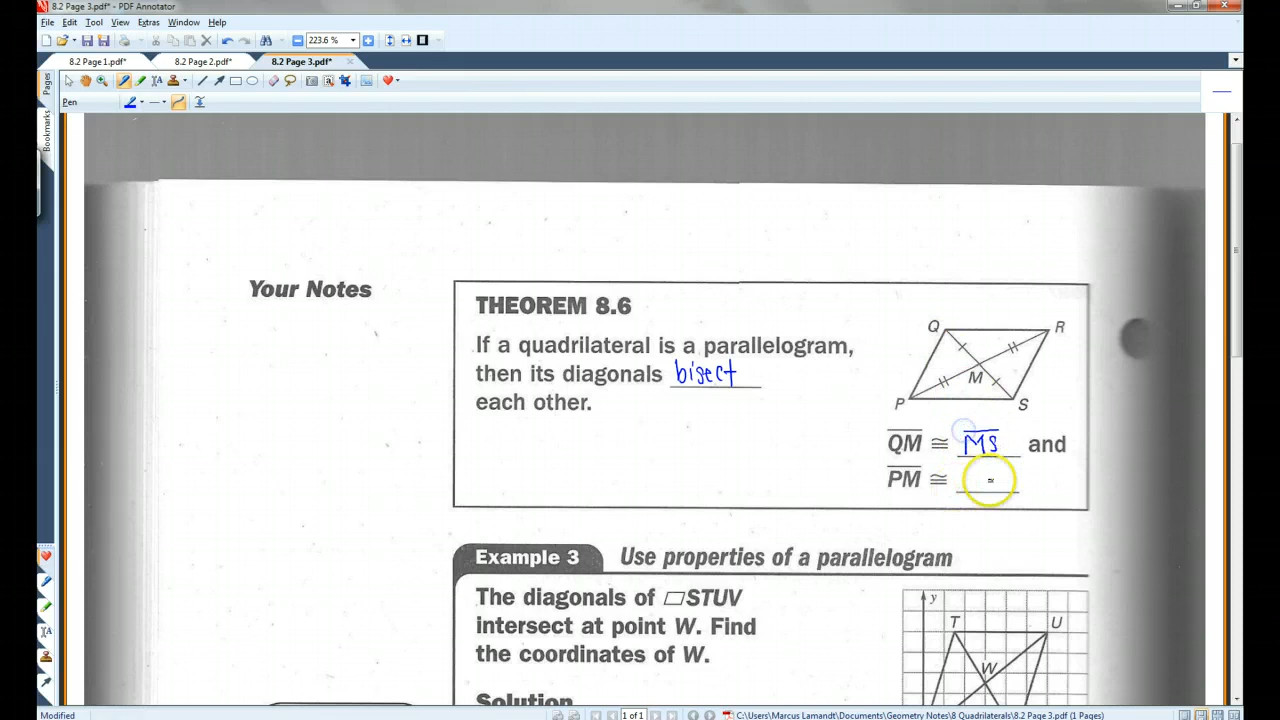 8.2 Page 3.pdf* - PDF Annotator
File Edit Tool View Extras Window Help
223.6 %
8.2 Page 1.pdf* 8.2 Page 2.pdf* 8.2 Page 3.pdf*
Pen
Pages
Bookmarks
Your Notes
THEOREM 8.6
If a quadrilateral is a parallelogram,
then its diagonals bisect
each other.
Q R
M
P S
QM ≅ MS and
PM ≅
Example 3 Use properties of a parallelogram
The diagonals of ▱STUV
intersect at point W. Find
the coordinates of W.
y
T U
W
Solution
Modified 1 of 1 C:\Users\Marcus Lamandt\Documents\Geometry Notes\8 Quadrilaterals\8.2 Page 3.pdf (1 Pages)